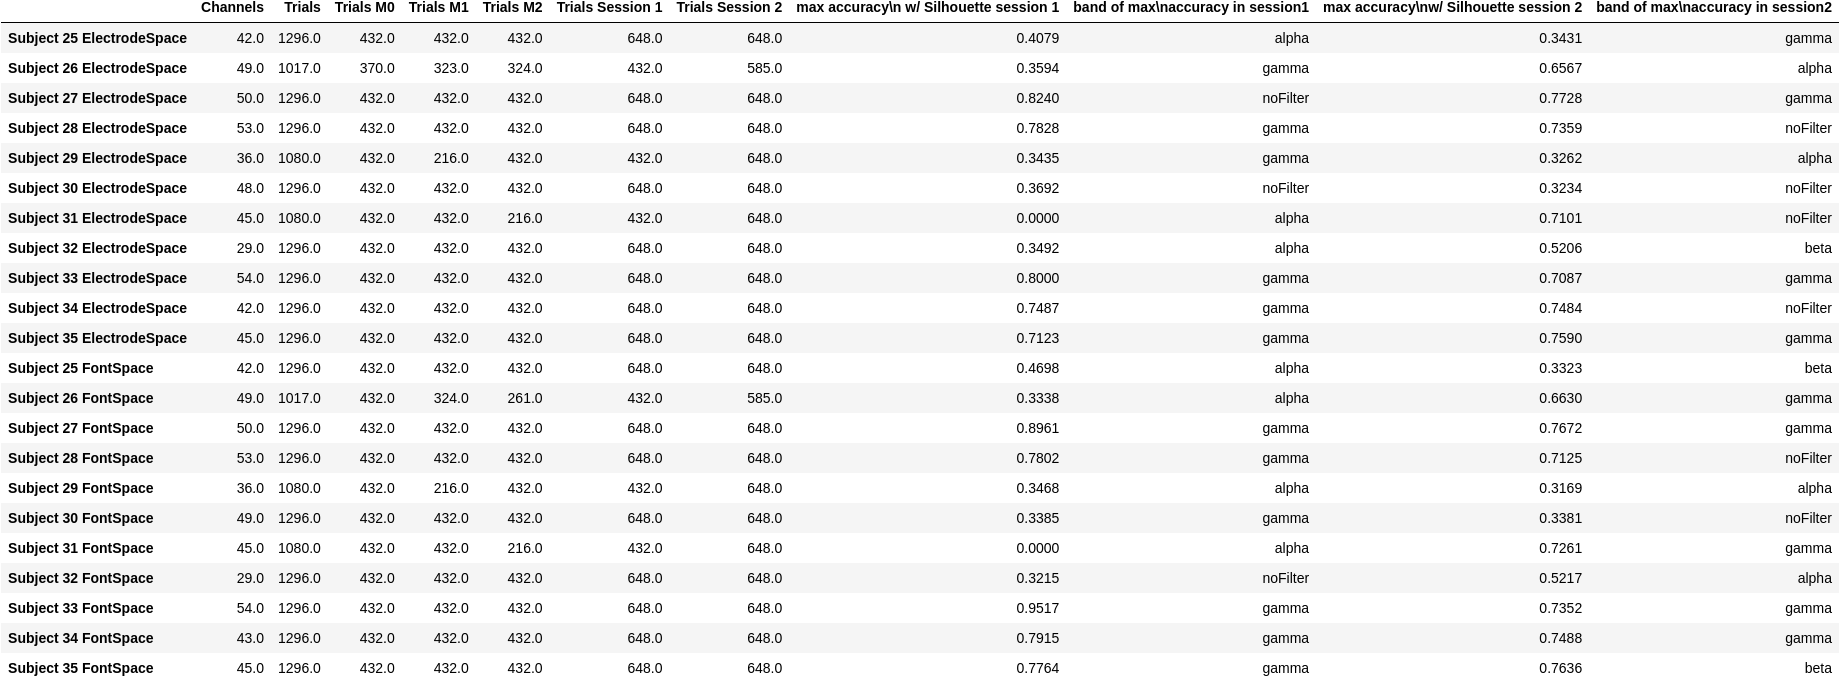 Channels Trials Trials M0 Trials M1 Trials M2 Trials Session 1 Trials Session 2 max accuracy\n w/ Silhouette session 1 band of max\naccuracy in session1 max accuracy\nw/ Silhouette session 2 band of max\naccuracy in session2
Subject 25 ElectrodeSpace 42.0 1296.0 432.0 432.0 432.0 648.0 648.0 0.4079 alpha 0.3431 gamma
Subject 26 ElectrodeSpace 49.0 1017.0 370.0 323.0 324.0 432.0 585.0 0.3594 gamma 0.6567 alpha
Subject 27 ElectrodeSpace 50.0 1296.0 432.0 432.0 432.0 648.0 648.0 0.8240 noFilter 0.7728 gamma
Subject 28 ElectrodeSpace 53.0 1296.0 432.0 432.0 432.0 648.0 648.0 0.7828 gamma 0.7359 noFilter
Subject 29 ElectrodeSpace 36.0 1080.0 432.0 216.0 432.0 432.0 648.0 0.3435 gamma 0.3262 alpha
Subject 30 ElectrodeSpace 48.0 1296.0 432.0 432.0 432.0 648.0 648.0 0.3692 noFilter 0.3234 noFilter
Subject 31 ElectrodeSpace 45.0 1080.0 432.0 432.0 216.0 432.0 648.0 0.0000 alpha 0.7101 noFilter
Subject 32 ElectrodeSpace 29.0 1296.0 432.0 432.0 432.0 648.0 648.0 0.3492 alpha 0.5206 beta
Subject 33 ElectrodeSpace 54.0 1296.0 432.0 432.0 432.0 648.0 648.0 0.8000 gamma 0.7087 gamma
Subject 34 ElectrodeSpace 42.0 1296.0 432.0 432.0 432.0 648.0 648.0 0.7487 gamma 0.7484 noFilter
Subject 35 ElectrodeSpace 45.0 1296.0 432.0 432.0 432.0 648.0 648.0 0.7123 gamma 0.7590 gamma
Subject 25 FontSpace 42.0 1296.0 432.0 432.0 432.0 648.0 648.0 0.4698 alpha 0.3323 beta
Subject 26 FontSpace 49.0 1017.0 432.0 324.0 261.0 432.0 585.0 0.3338 alpha 0.6630 gamma
Subject 27 FontSpace 50.0 1296.0 432.0 432.0 432.0 648.0 648.0 0.8961 gamma 0.7672 gamma
Subject 28 FontSpace 53.0 1296.0 432.0 432.0 432.0 648.0 648.0 0.7802 gamma 0.7125 noFilter
Subject 29 FontSpace 36.0 1080.0 432.0 216.0 432.0 432.0 648.0 0.3468 alpha 0.3169 alpha
Subject 30 FontSpace 49.0 1296.0 432.0 432.0 432.0 648.0 648.0 0.3385 gamma 0.3381 noFilter
Subject 31 FontSpace 45.0 1080.0 432.0 432.0 216.0 432.0 648.0 0.0000 alpha 0.7261 gamma
Subject 32 FontSpace 29.0 1296.0 432.0 432.0 432.0 648.0 648.0 0.3215 noFilter 0.5217 alpha
Subject 33 FontSpace 54.0 1296.0 432.0 432.0 432.0 648.0 648.0 0.9517 gamma 0.7352 gamma
Subject 34 FontSpace 43.0 1296.0 432.0 432.0 432.0 648.0 648.0 0.7915 gamma 0.7488 gamma
Subject 35 FontSpace 45.0 1296.0 432.0 432.0 432.0 648.0 648.0 0.7764 gamma 0.7636 beta